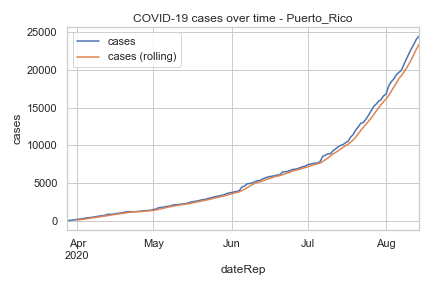 COVID-19 cases over time - Puerto_Rico
cases
cases (rolling)
25000
20000
15000
10000
5000
0
cases
Apr
2020
May
Jun
Jul
Aug
dateRep